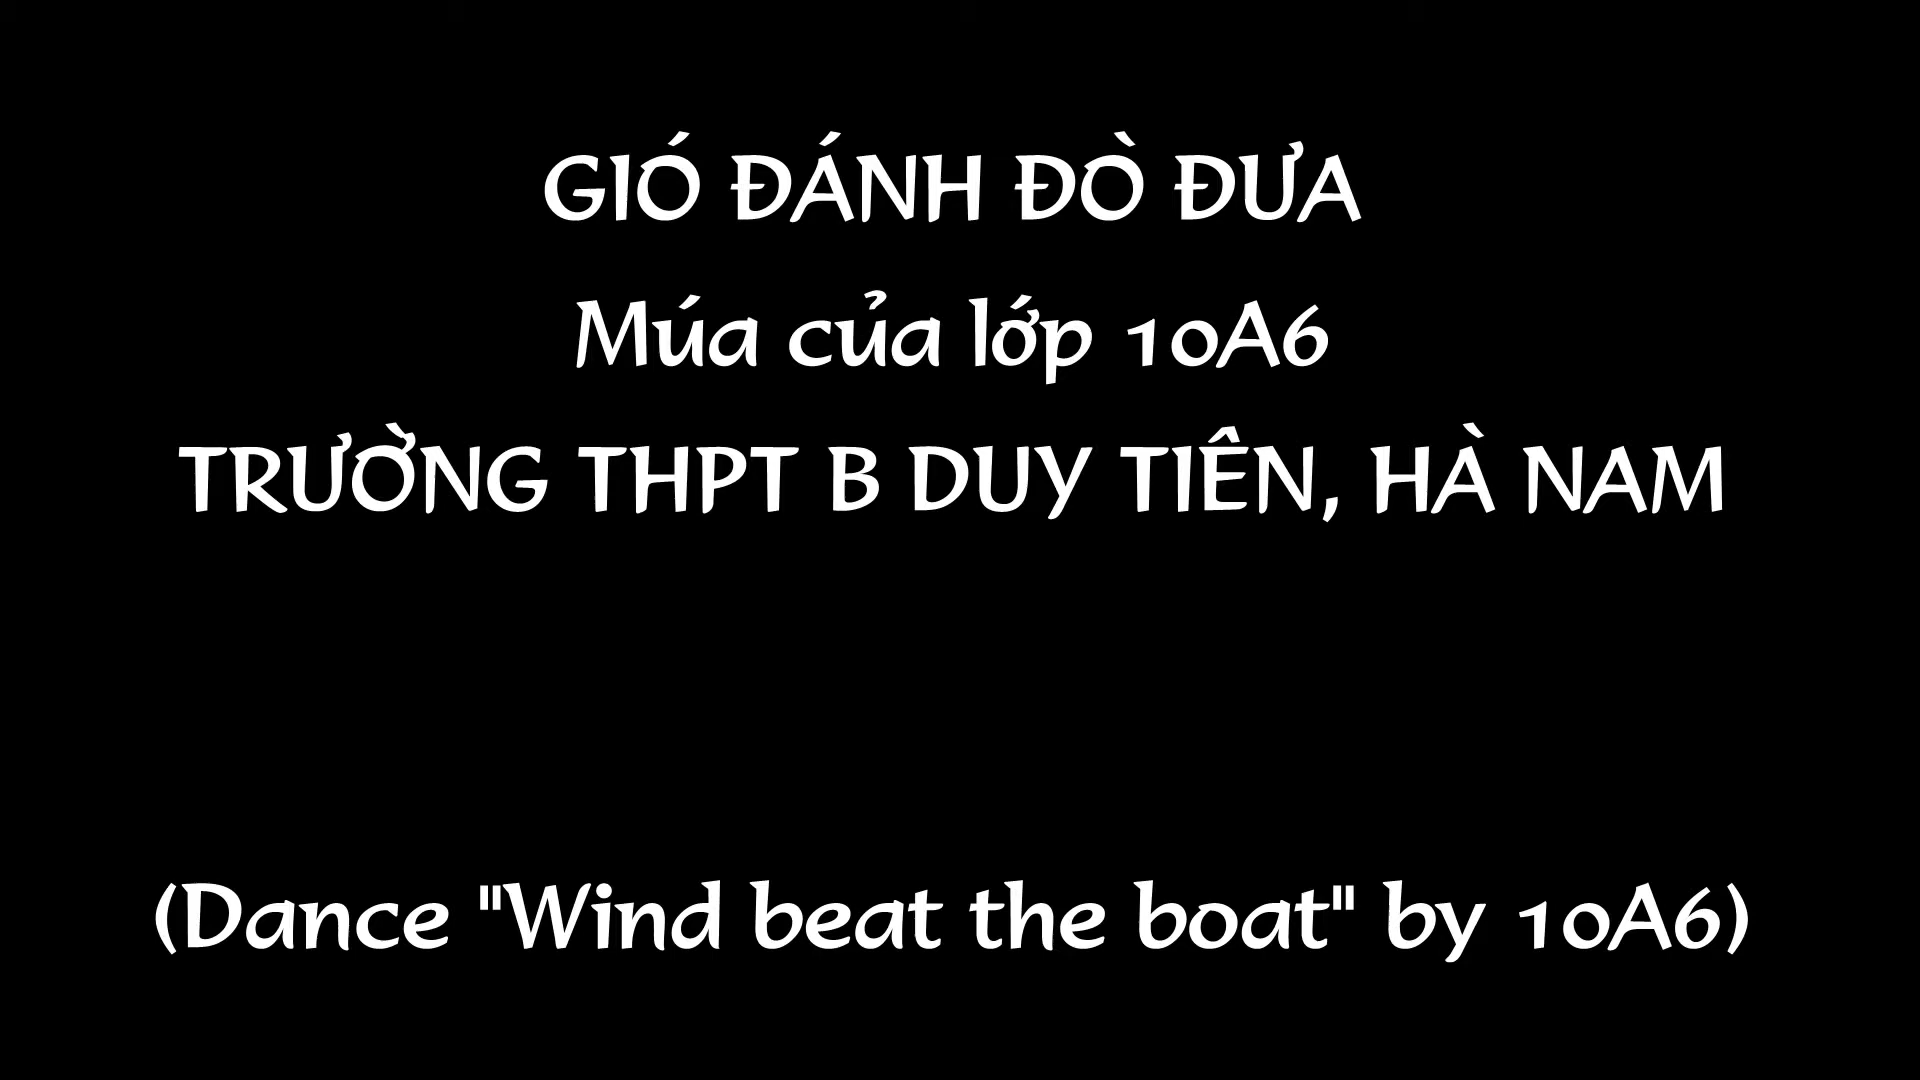 GIÓ ĐÁNH ĐÒ ĐƯA
Múa của lớp 10A6
TRƯỜNG THPT B DUY TIÊN, HÀ NAM
(Dance "Wind beat the boat" by 10A6)